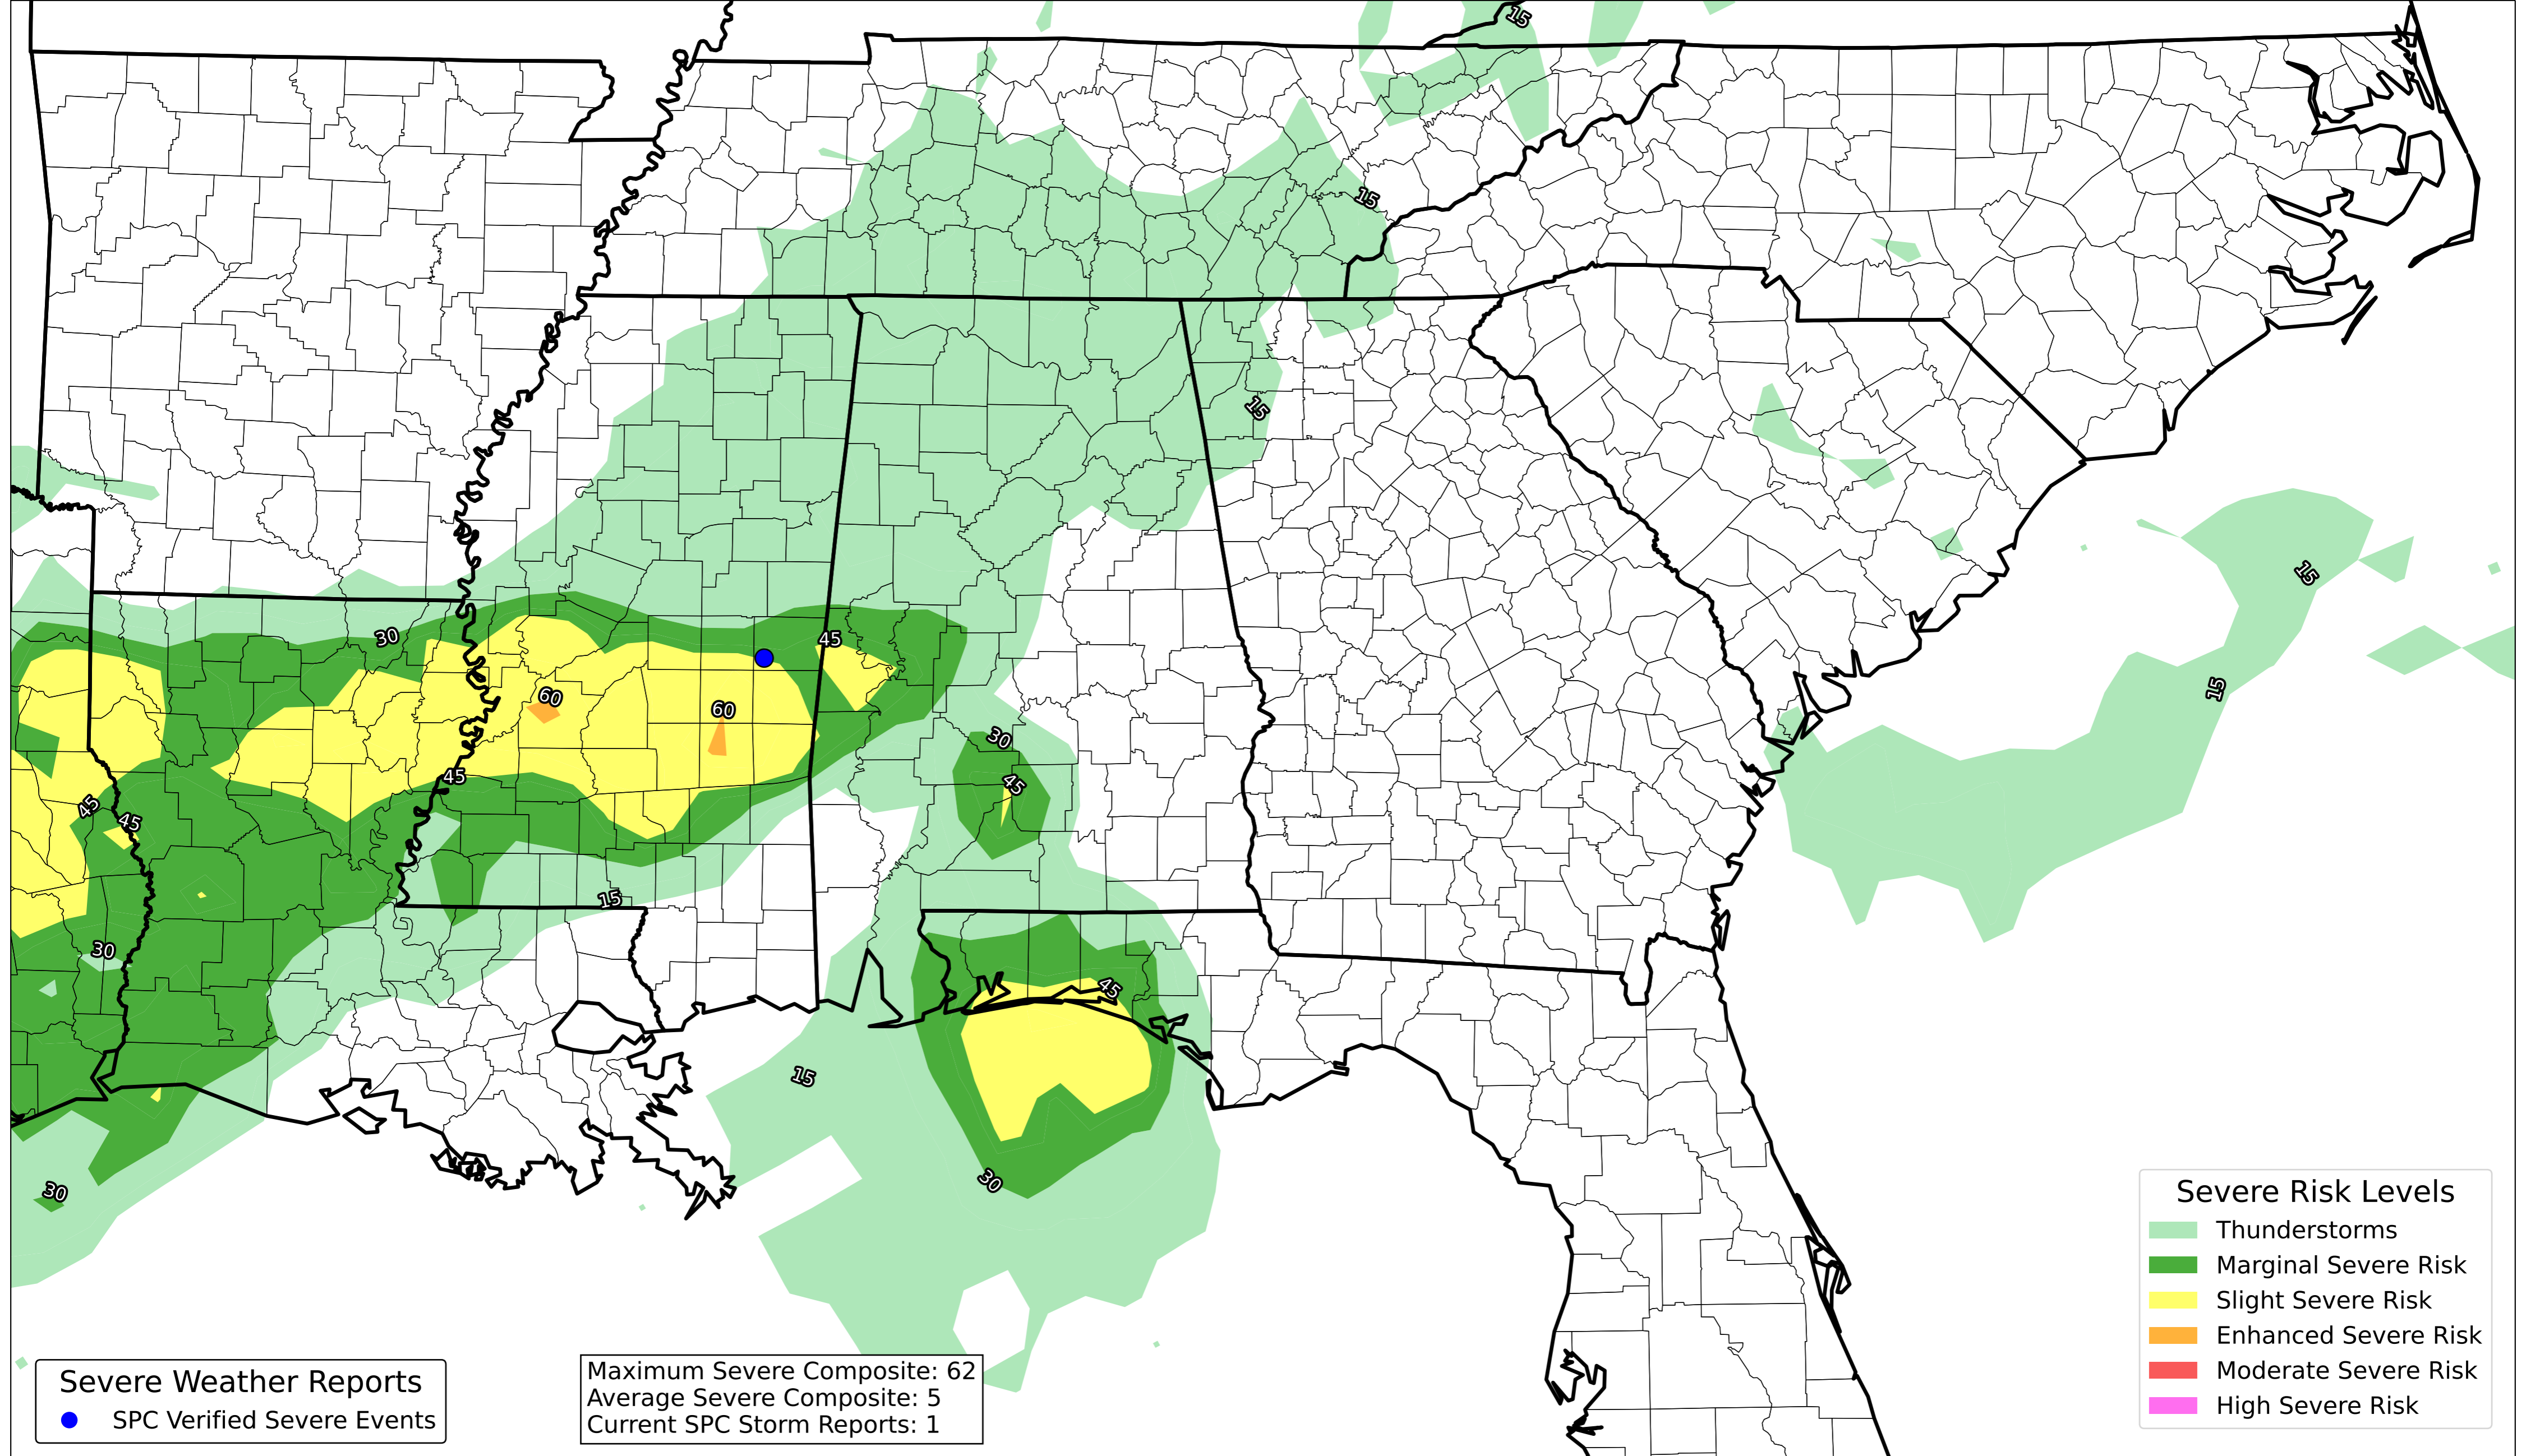 15
15
15
15
30
45
15
60
60
15
30
45
45
45
45
15
30
45
15
30
30
Severe Risk Levels
Thunderstorms
Marginal Severe Risk
Slight Severe Risk
Enhanced Severe Risk
Moderate Severe Risk
High Severe Risk
Severe Weather Reports
SPC Verified Severe Events
Maximum Severe Composite: 62
Average Severe Composite: 5
Current SPC Storm Reports: 1